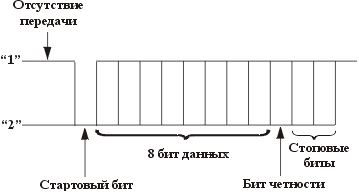 Отсутствие
передачи
“1”
“2”
8 бит данных
Стоповые
биты
Стартовый бит
Бит четности